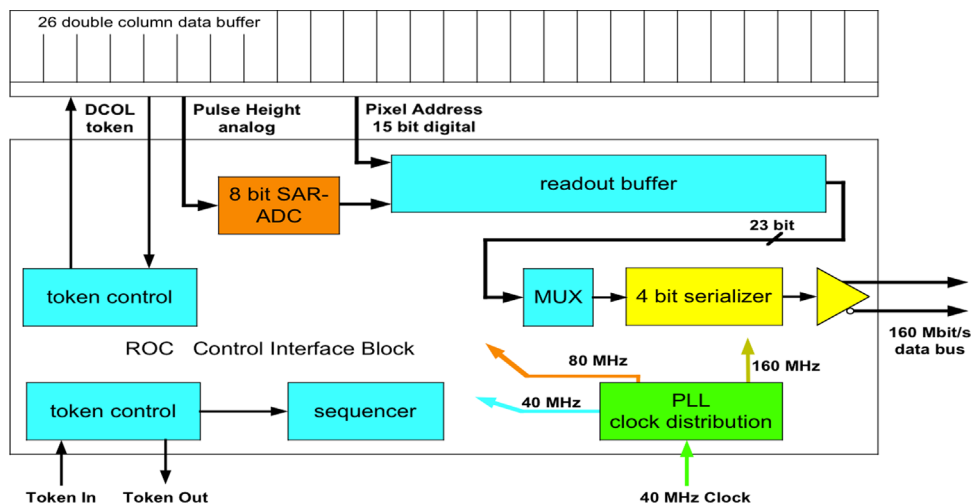 26 double column data buffer
DCOL
token
Pulse Height
analog
Pixel Address
15 bit digital
8 bit SAR-
ADC
readout buffer
23 bit
token control
MUX
4 bit serializer
160 Mbit/s
data bus
ROC Control Interface Block
80 MHz
160 MHz
40 MHz
token control
sequencer
PLL
clock distribution
Token In
Token Out
40 MHz Clock